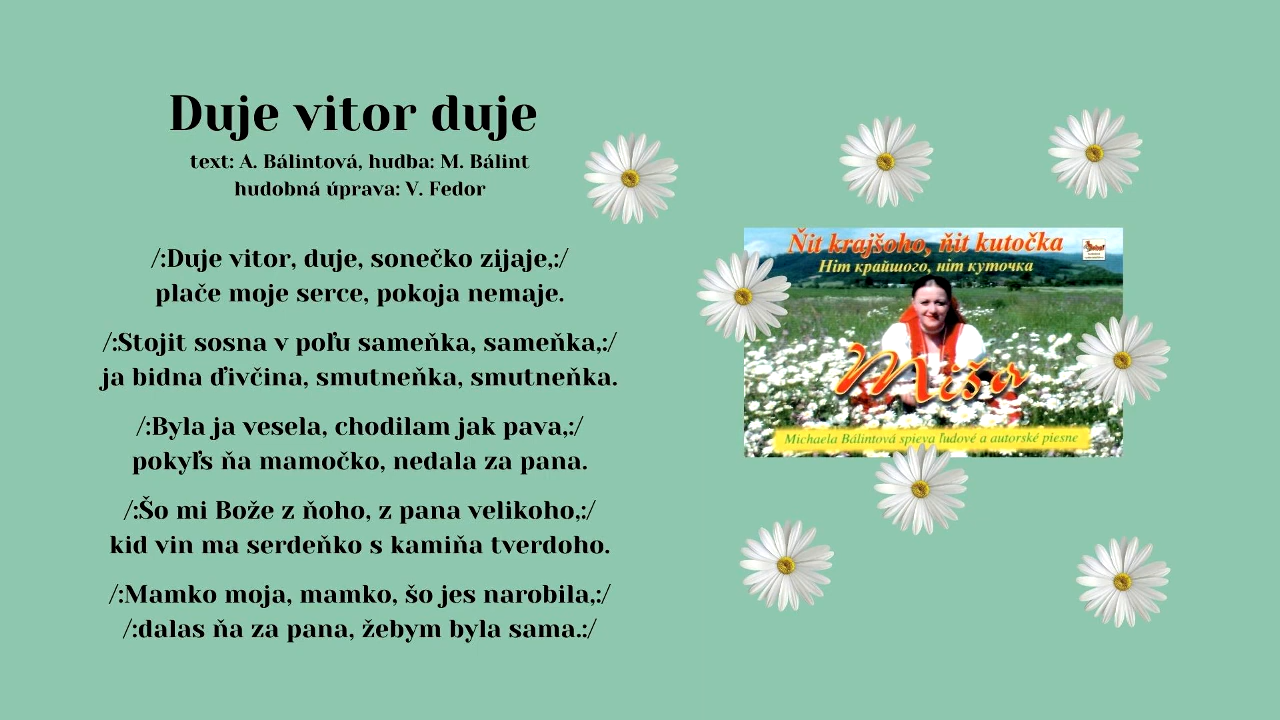 Duje vitor duje
text: A. Bálintová, hudba: M. Bálint
hudobná úprava: V. Fedor
/:Duje vitor, duje, sonečko zijaje,:/
plače moje serce, pokoja nemaje.
/:Stojit sosna v poľu sameňka, sameňka,:/
ja bidna ďivčina, smutneňka, smutneňka.
/:Byla ja vesela, chodilam jak pava,:/
pokyľs ňa mamočko, nedala za pana.
/:Šo mi Bože z ňoho, z pana velikoho,:/
kid vin ma serdeňko s kamiňa tverdoho.
/:Mamko moja, mamko, šo jes narobila,:/
/:dalas ňa za pana, žebym byla sama.:/
Ňit krajšoho, ňit kutočka
Нит крайшого, нит куточка
Mišo
Michaela Bálintová spieva ľudové a autorské piesne